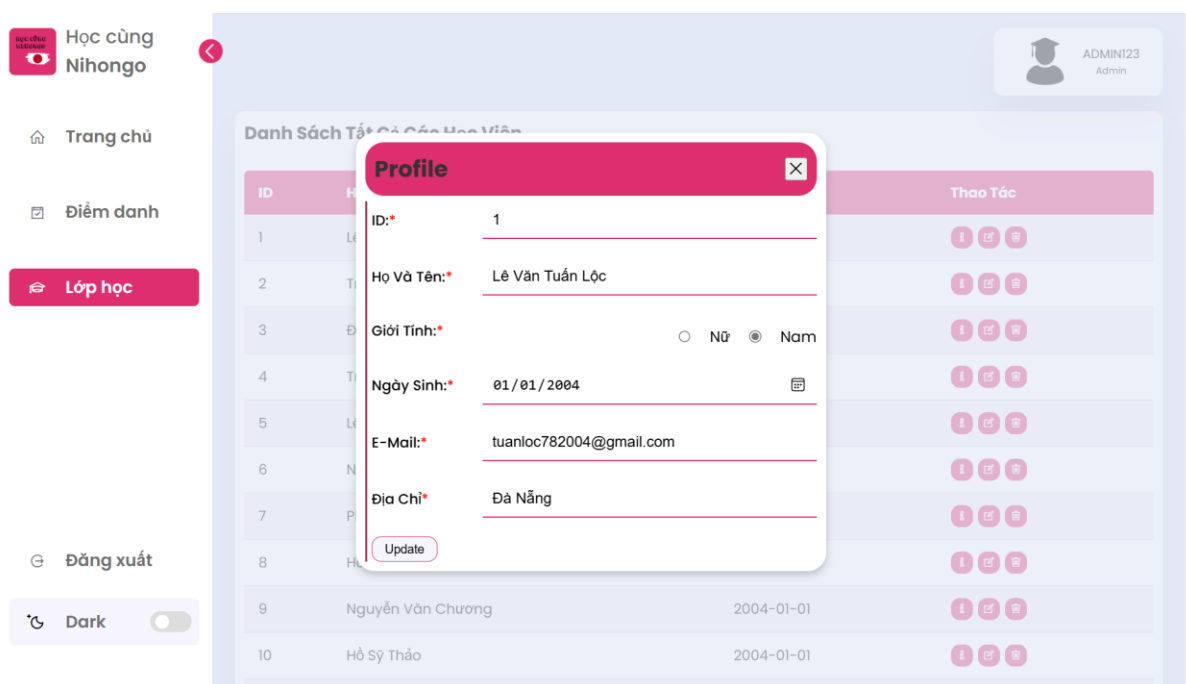 HỌC CÙNG
NIHONGO
Học cùng
Nihongo
ADMIN123
Admin
Trang chủ
Điểm danh
Lớp học
Đăng xuất
Dark
Danh Sách Tất Cả Các Học Viên
ID Thao Tác
1
2
3
4
5
6
7
8
9 Nguyễn Văn Chương 2004-01-01
10 Hồ Sỹ Thảo 2004-01-01
Profile
ID:* 1
Họ Và Tên:* Lê Văn Tuấn Lộc
Giới Tính:* Nữ Nam
Ngày Sinh:* 01/01/2004
E-Mail:* tuanloc782004@gmail.com
Địa Chỉ* Đà Nẵng
Update